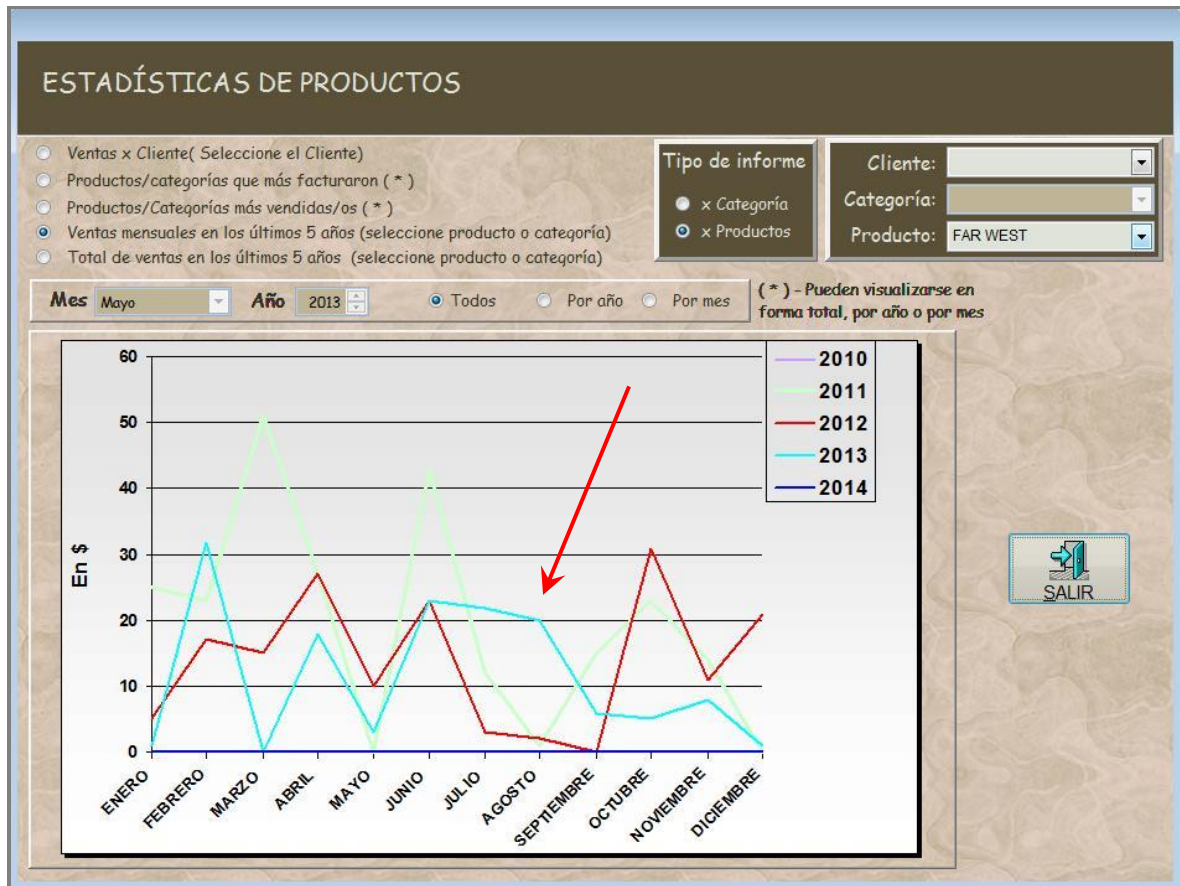 ESTADÍSTICAS DE PRODUCTOS
Ventas x Cliente( Seleccione el Cliente)
Productos/categorías que más facturaron ( * )
Productos/Categorías más vendidas/os ( * )
Ventas mensuales en los últimos 5 años (seleccione producto o categoría)
Total de ventas en los últimos 5 años (seleccione producto o categoría)
Tipo de informe
x Categoría
x Productos
Cliente:
Categoría:
Producto: FAR WEST
Mes Mayo Año 2013 Todos Por año Por mes
( * ) - Pueden visualizarse en
forma total, por año o por mes
2010
2011
2012
2013
2014
En $
60
50
40
30
20
10
0
ENERO
FEBRERO
MARZO
ABRIL
MAYO
JUNIO
JULIO
AGOSTO
SEPTIEMBRE
OCTUBRE
NOVIEMBRE
DICIEMBRE
SALIR